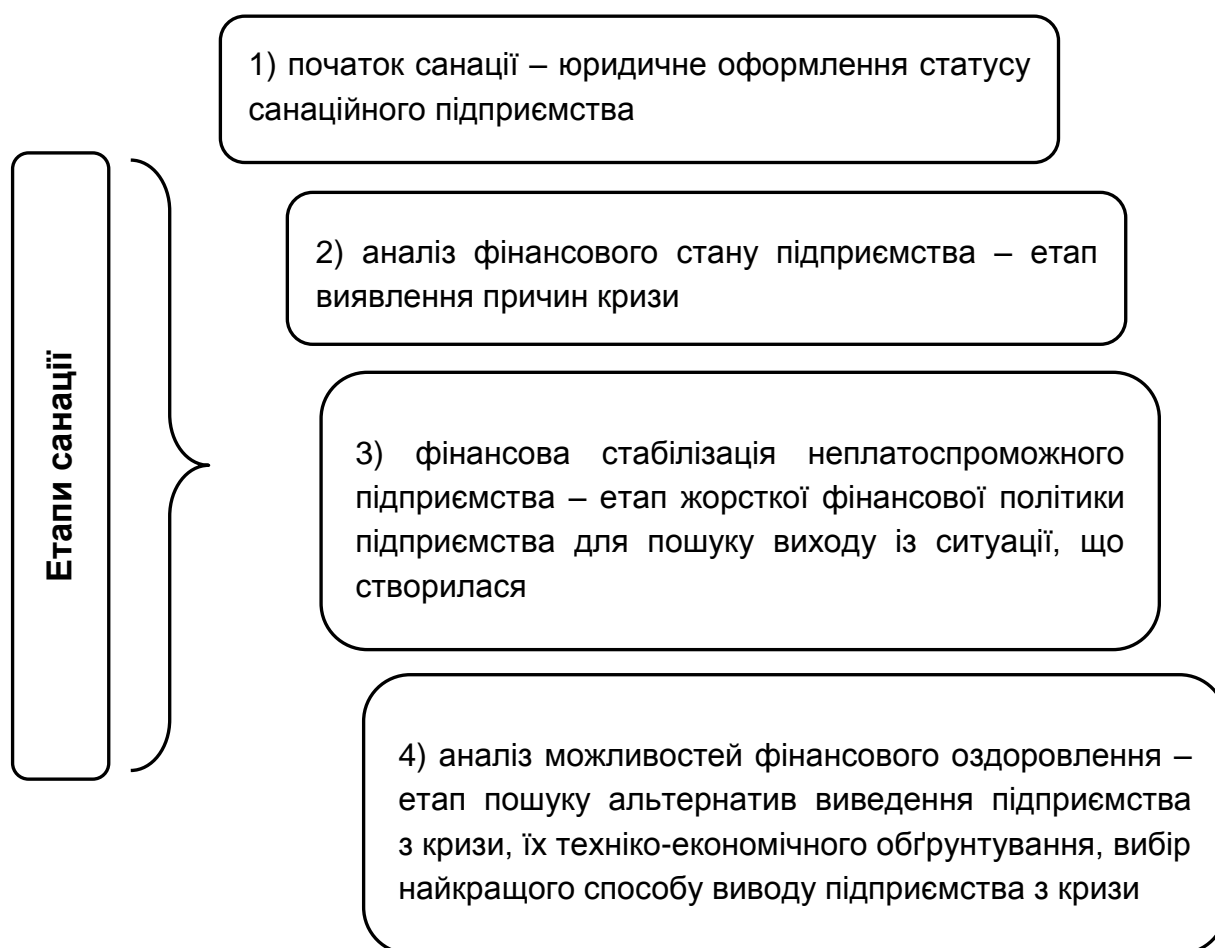 1) початок санації – юридичне оформлення статусу
санаційного підприємства
Етапи санації
2) аналіз фінансового стану підприємства – етап
виявлення причин кризи
3) фінансова стабілізація неплатоспроможного
підприємства – етап жорсткої фінансової політики
підприємства для пошуку виходу із ситуації, що
створилася
4) аналіз можливостей фінансового оздоровлення –
етап пошуку альтернатив виведення підприємства
з кризи, їх техніко-економічного обґрунтування, вибір
найкращого способу виводу підприємства з кризи